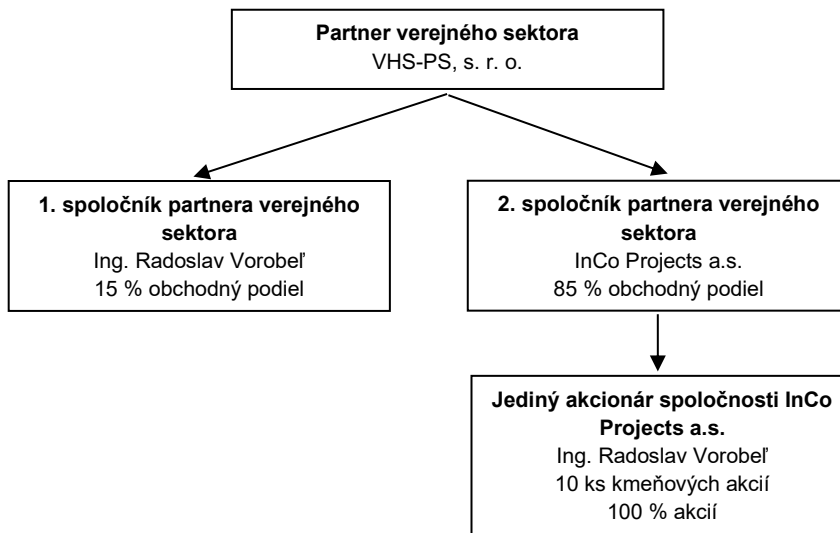 Partner verejného sektora
VHS-PS, s. r. o.
1. spoločník partnera verejného
sektora
Ing. Radoslav Vorobeľ
15 % obchodný podiel
2. spoločník partnera verejného
sektora
InCo Projects a.s.
85 % obchodný podiel
Jediný akcionár spoločnosti InCo
Projects a.s.
Ing. Radoslav Vorobeľ
10 ks kmeňových akcií
100 % akcií